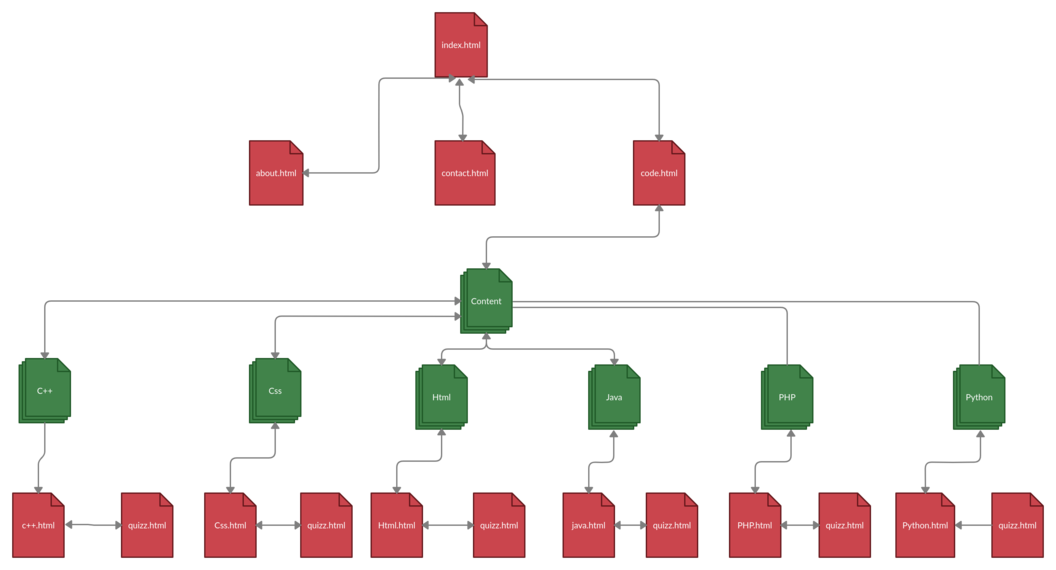 index.html
about.html
contact.html
code.html
Content
C++
Css
Html
Java
PHP
Python
c++.html
quizz.html
Css.html
quizz.html
Html.html
quizz.html
java.html
quizz.html
PHP.html
quizz.html
Python.html
quizz.html